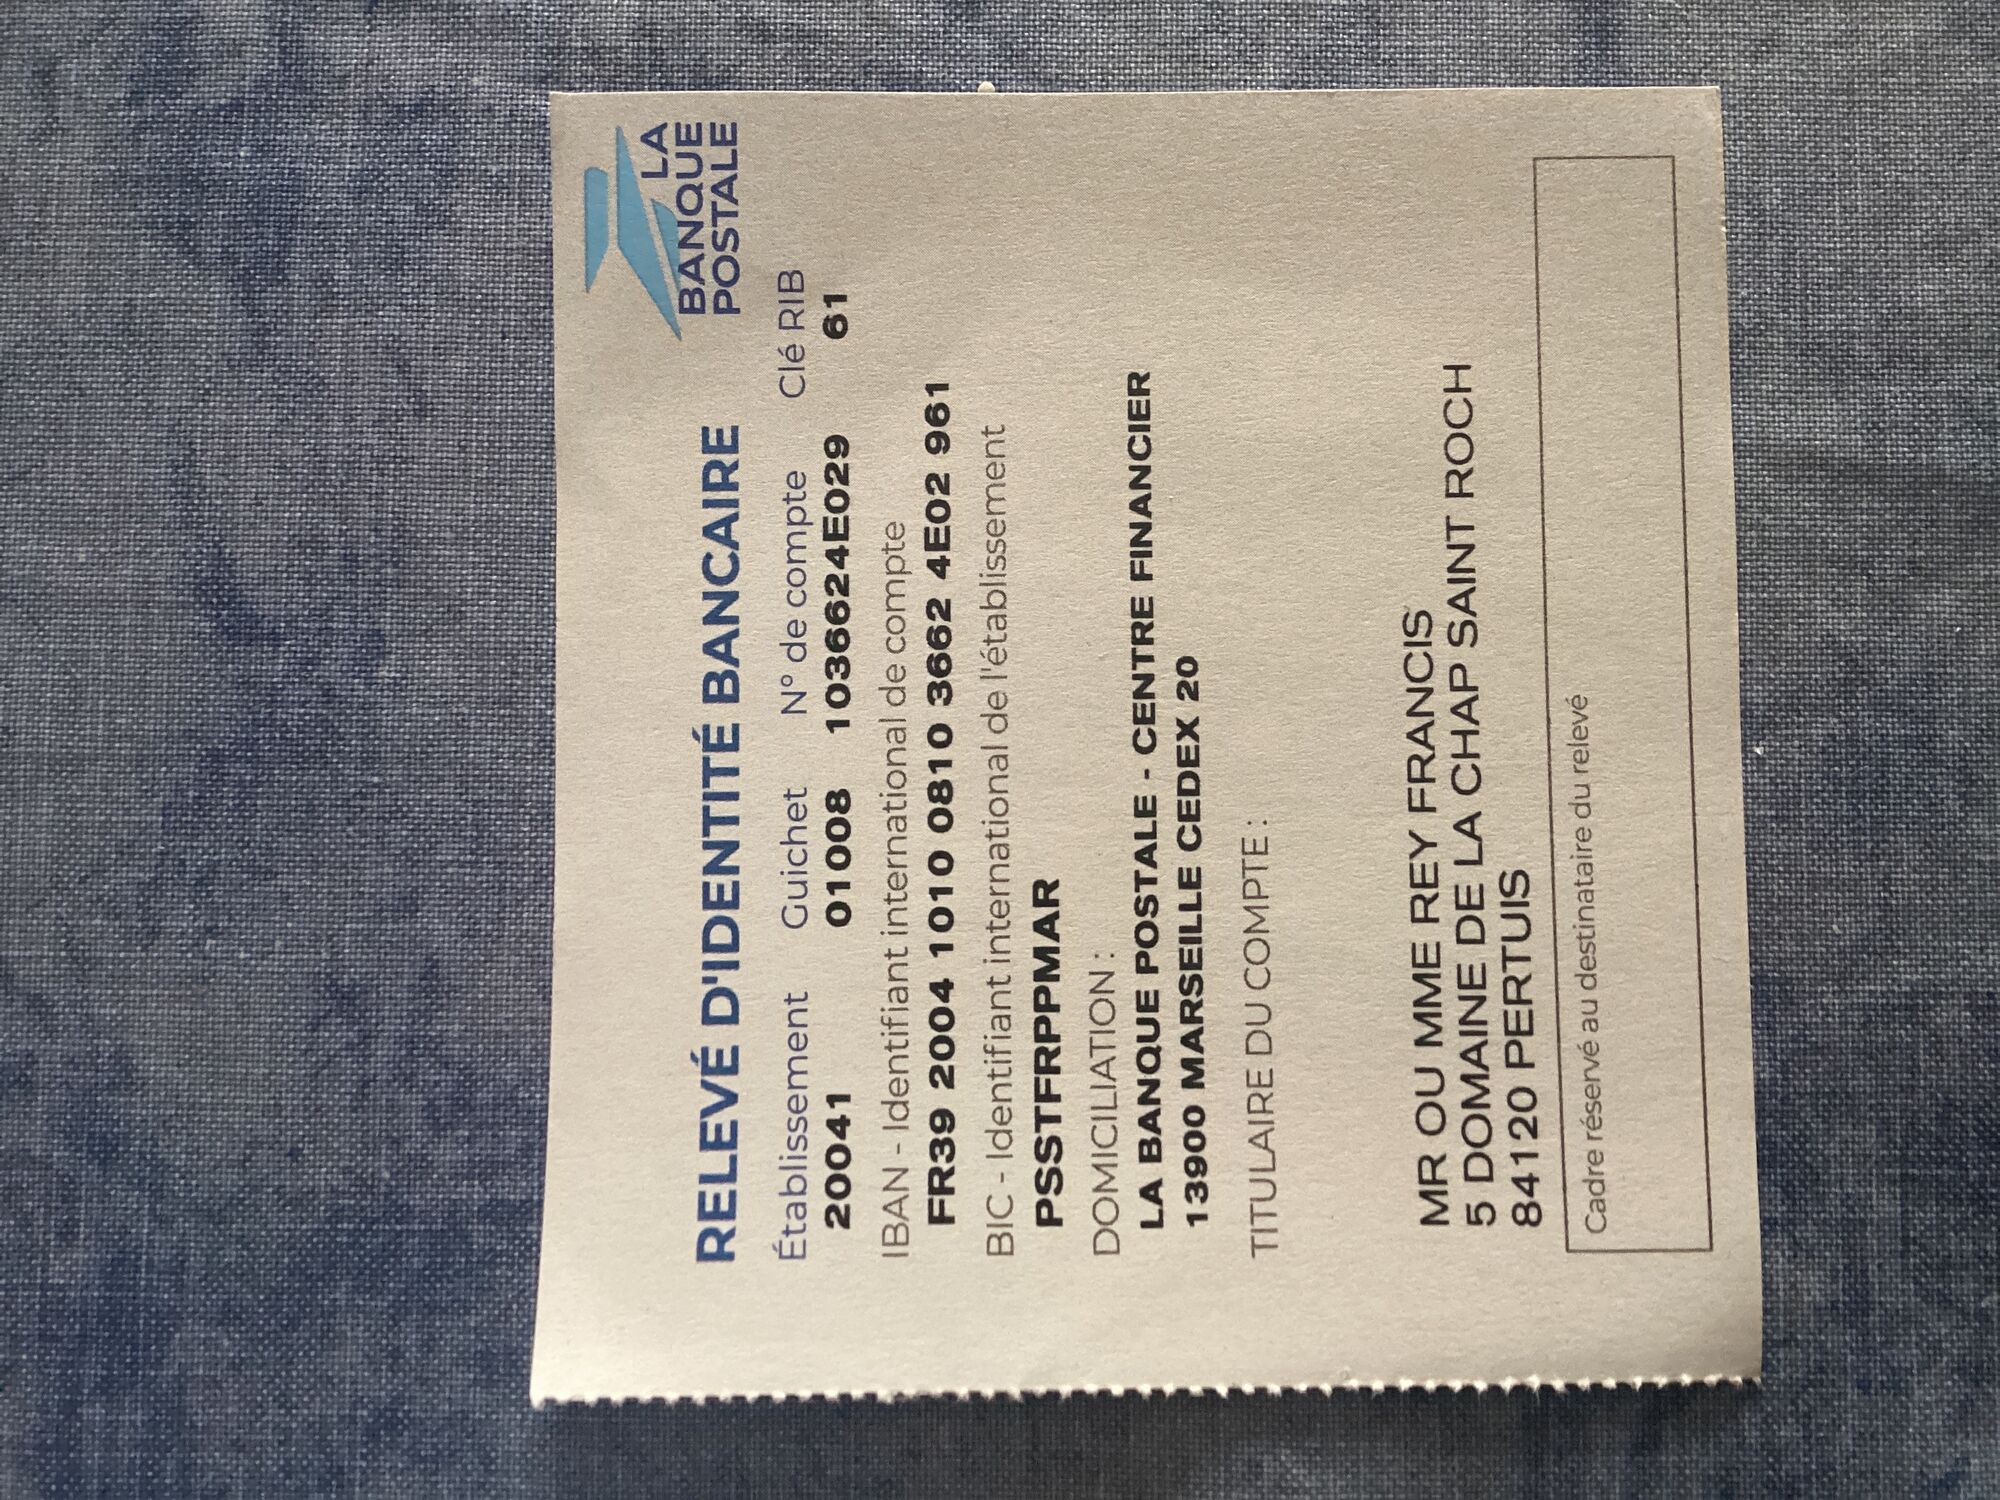 LA
BANQUE
POSTALE
RELEVÉ D'IDENTITÉ BANCAIRE
Établissement Guichet N° de compte Clé RIB
20041 01008 1036624E029 61
IBAN - Identifiant international de compte
FR39 2004 1010 0810 3662 4E02 961
BIC - Identifiant international de l'établissement
PSSTFRPPMAR
DOMICILIATION :
LA BANQUE POSTALE - CENTRE FINANCIER
13900 MARSEILLE CEDEX 20
TITULAIRE DU COMPTE :
MR OU MME REY FRANCIS
5 DOMAINE DE LA CHAP SAINT ROCH
84120 PERTUIS
Cadre réservé au destinataire du relevé